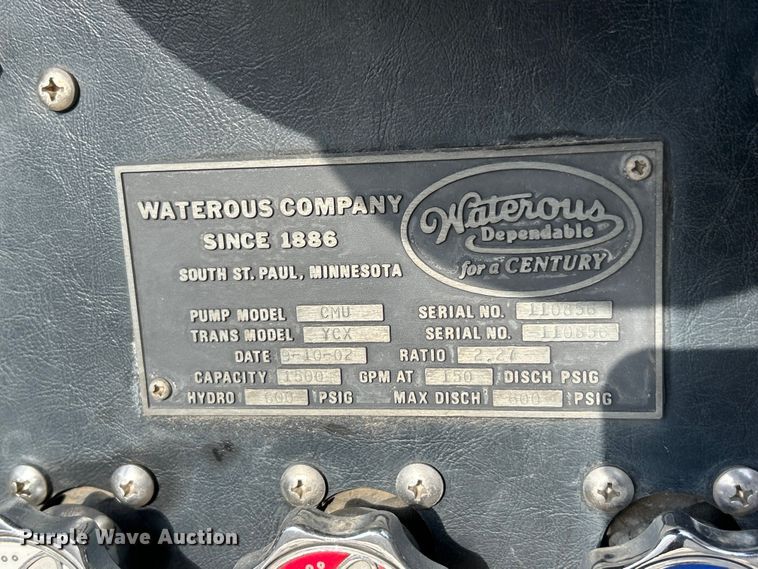 WATEROUS COMPANY
SINCE 1886
SOUTH ST. PAUL, MINNESOTA
Waterous
Dependable
for a CENTURY
PUMP MODEL CMU SERIAL NO. 110856
TRANS MODEL YCX SERIAL NO. 110856
DATE 9-10-02 RATIO 2.27
CAPACITY 1500 GPM AT 150 DISCH PSIG
HYDRO 600 PSIG MAX DISCH 600 PSIG
Purple Wave Auction